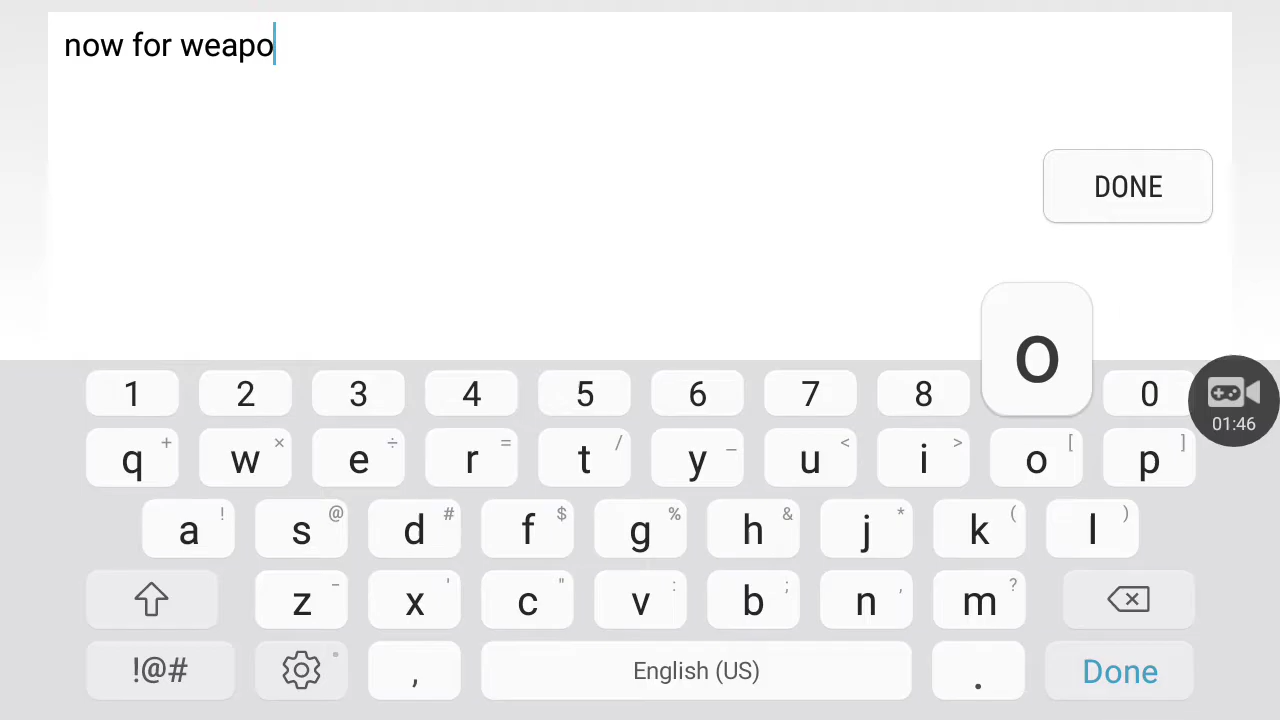 now for weapo
DONE
o
1 2 3 4 5 6 7 8 0
01:46
q + w × e ÷ r = t / y _ u < i > o [ p ]
a ! s @ d # f $ g % h & j * k ( l )
z - x ' c " v : b ; n , m ?
!@# , English (US) . Done